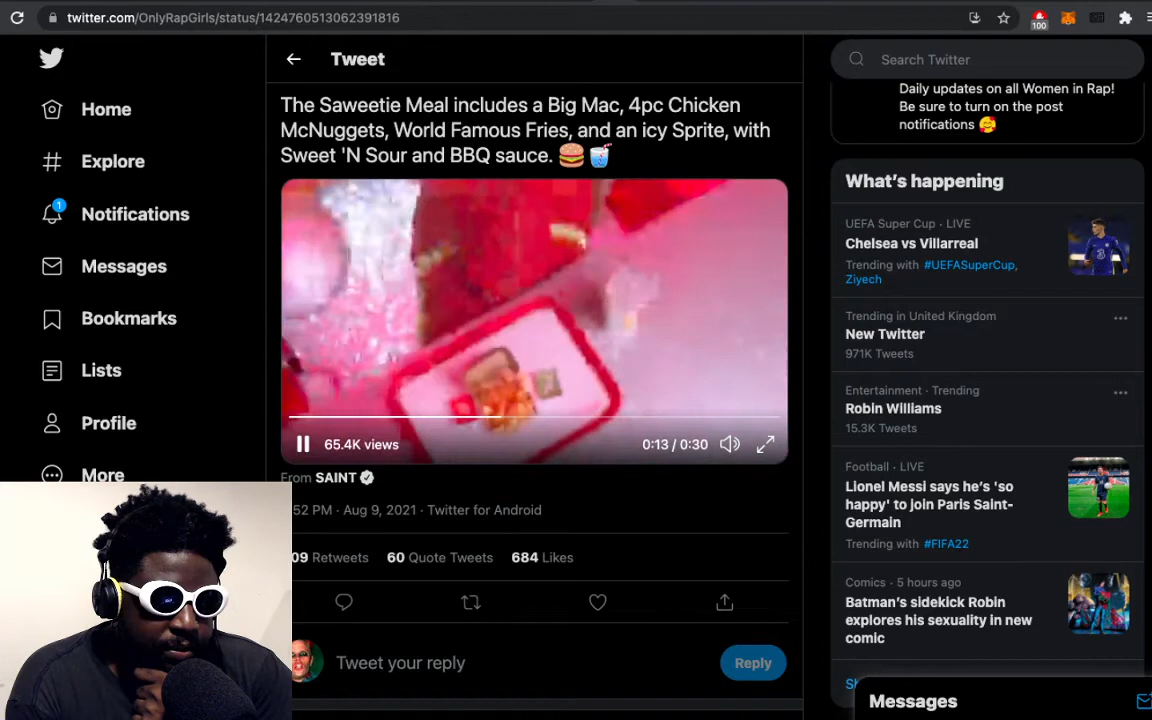 twitter.com/OnlyRapGirls/status/1424760513062391816
100
Home
Explore
1
Notifications
Messages
Bookmarks
Lists
Profile
More
Tweet
The Saweetie Meal includes a Big Mac, 4pc Chicken
McNuggets, World Famous Fries, and an icy Sprite, with
Sweet 'N Sour and BBQ sauce. 🍔🥤
65.4K views
0:13 / 0:30
From SAINT
52 PM · Aug 9, 2021 · Twitter for Android
09 Retweets 60 Quote Tweets 684 Likes
Tweet your reply
Reply
Search Twitter
Daily updates on all Women in Rap!
Be sure to turn on the post
notifications 🥰
What's happening
UEFA Super Cup · LIVE
Chelsea vs Villarreal
Trending with #UEFASuperCup,
Ziyech
Trending in United Kingdom
New Twitter
971K Tweets
Entertainment · Trending
Robin Williams
15.3K Tweets
Football · LIVE
Lionel Messi says he's 'so
happy' to join Paris Saint-
Germain
Trending with #FIFA22
Comics · 5 hours ago
Batman's sidekick Robin
explores his sexuality in new
comic
Messages